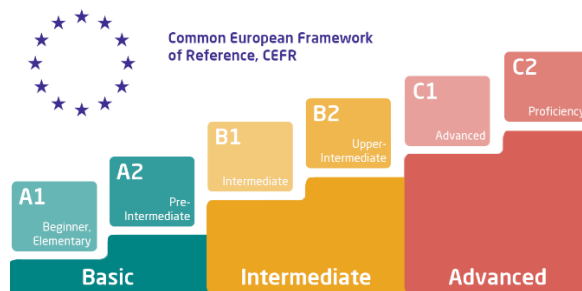 Common European Framework
of Reference, CEFR
A1
Beginner,
Elementary
A2
Pre-
Intermediate
B1
Intermediate
B2
Upper-
Intermediate
C1
Advanced
C2
Proficiency
Basic
Intermediate
Advanced